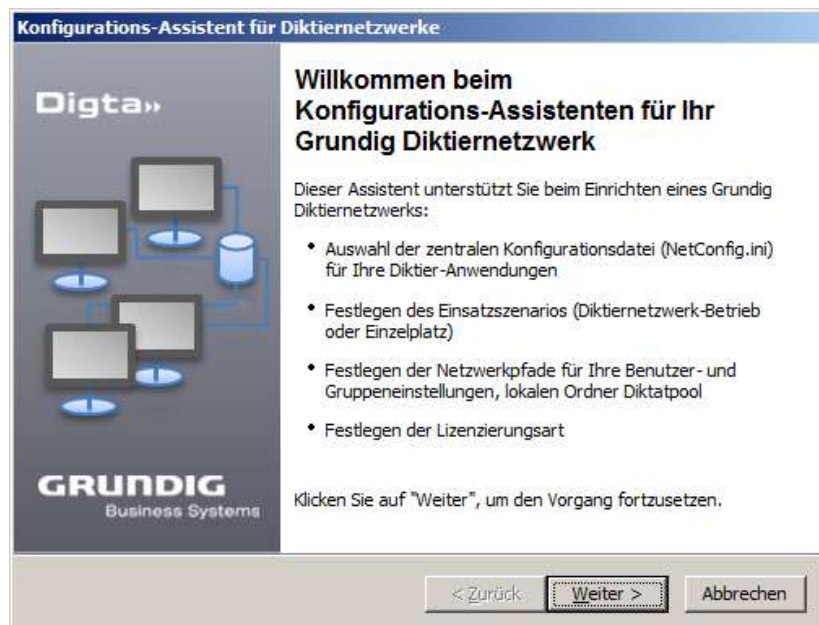 Konfigurations-Assistent für Diktiernetzwerke
Digta»
Willkommen beim
Konfigurations-Assistenten für Ihr
Grundig Diktiernetzwerk
Dieser Assistent unterstützt Sie beim Einrichten eines Grundig
Diktiernetzwerks:
• Auswahl der zentralen Konfigurationsdatei (NetConfig.ini)
für Ihre Diktier-Anwendungen
• Festlegen des Einsatzszenarios (Diktiernetzwerk-Betrieb
oder Einzelplatz)
• Festlegen der Netzwerkpfade für Ihre Benutzer- und
Gruppeneinstellungen, lokalen Ordner Diktatpool
• Festlegen der Lizenzierungsart
Klicken Sie auf "Weiter", um den Vorgang fortzusetzen.
GRUNDIG
Business Systems
< Zurück
Weiter >
Abbrechen